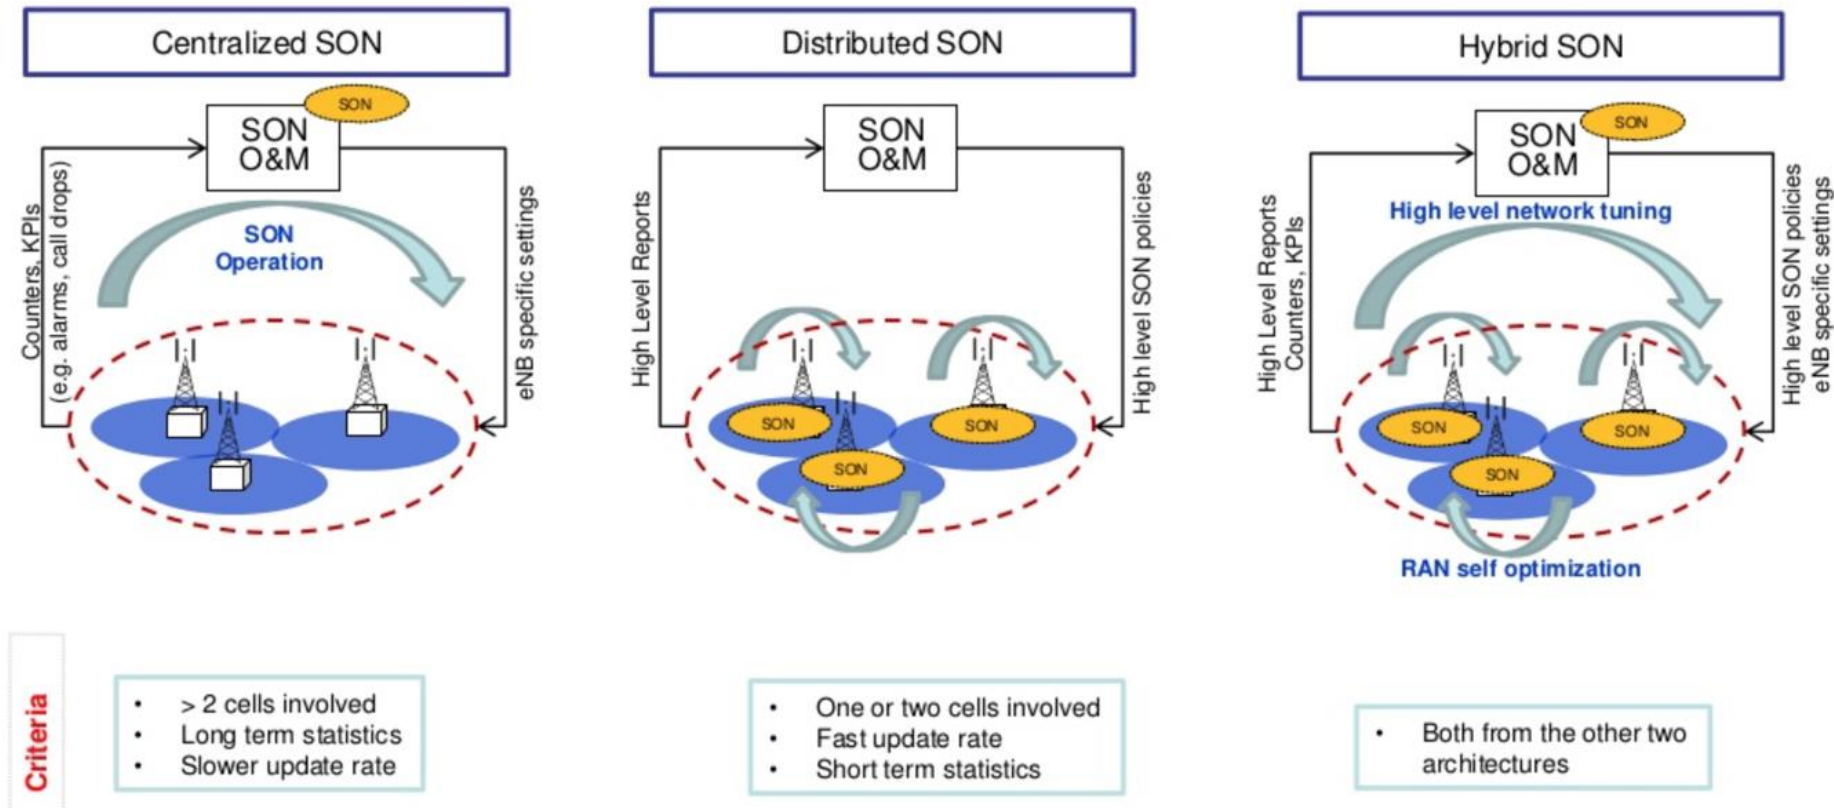 Centralized SON
SON
SON
O&M
Counters, KPIs
(e.g. alarms, call drops)
SON
Operation
eNB specific settings
Distributed SON
SON
O&M
High Level Reports
High level SON policies
SON
SON
SON
Hybrid SON
SON
SON
O&M
High level network tuning
High Level Reports
Counters, KPIs
High level SON policies
eNB specific settings
SON
SON
SON
RAN self optimization
Criteria
• > 2 cells involved
• Long term statistics
• Slower update rate
• One or two cells involved
• Fast update rate
• Short term statistics
• Both from the other two
architectures